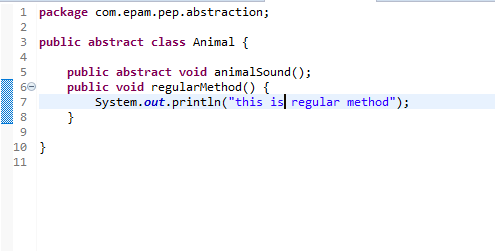 1 package com.epam.pep.abstraction;
2
3 public abstract class Animal {
4
5     public abstract void animalSound();
6     public void regularMethod() {
7         System.out.println("this is regular method");
8     }
9
10 }
11